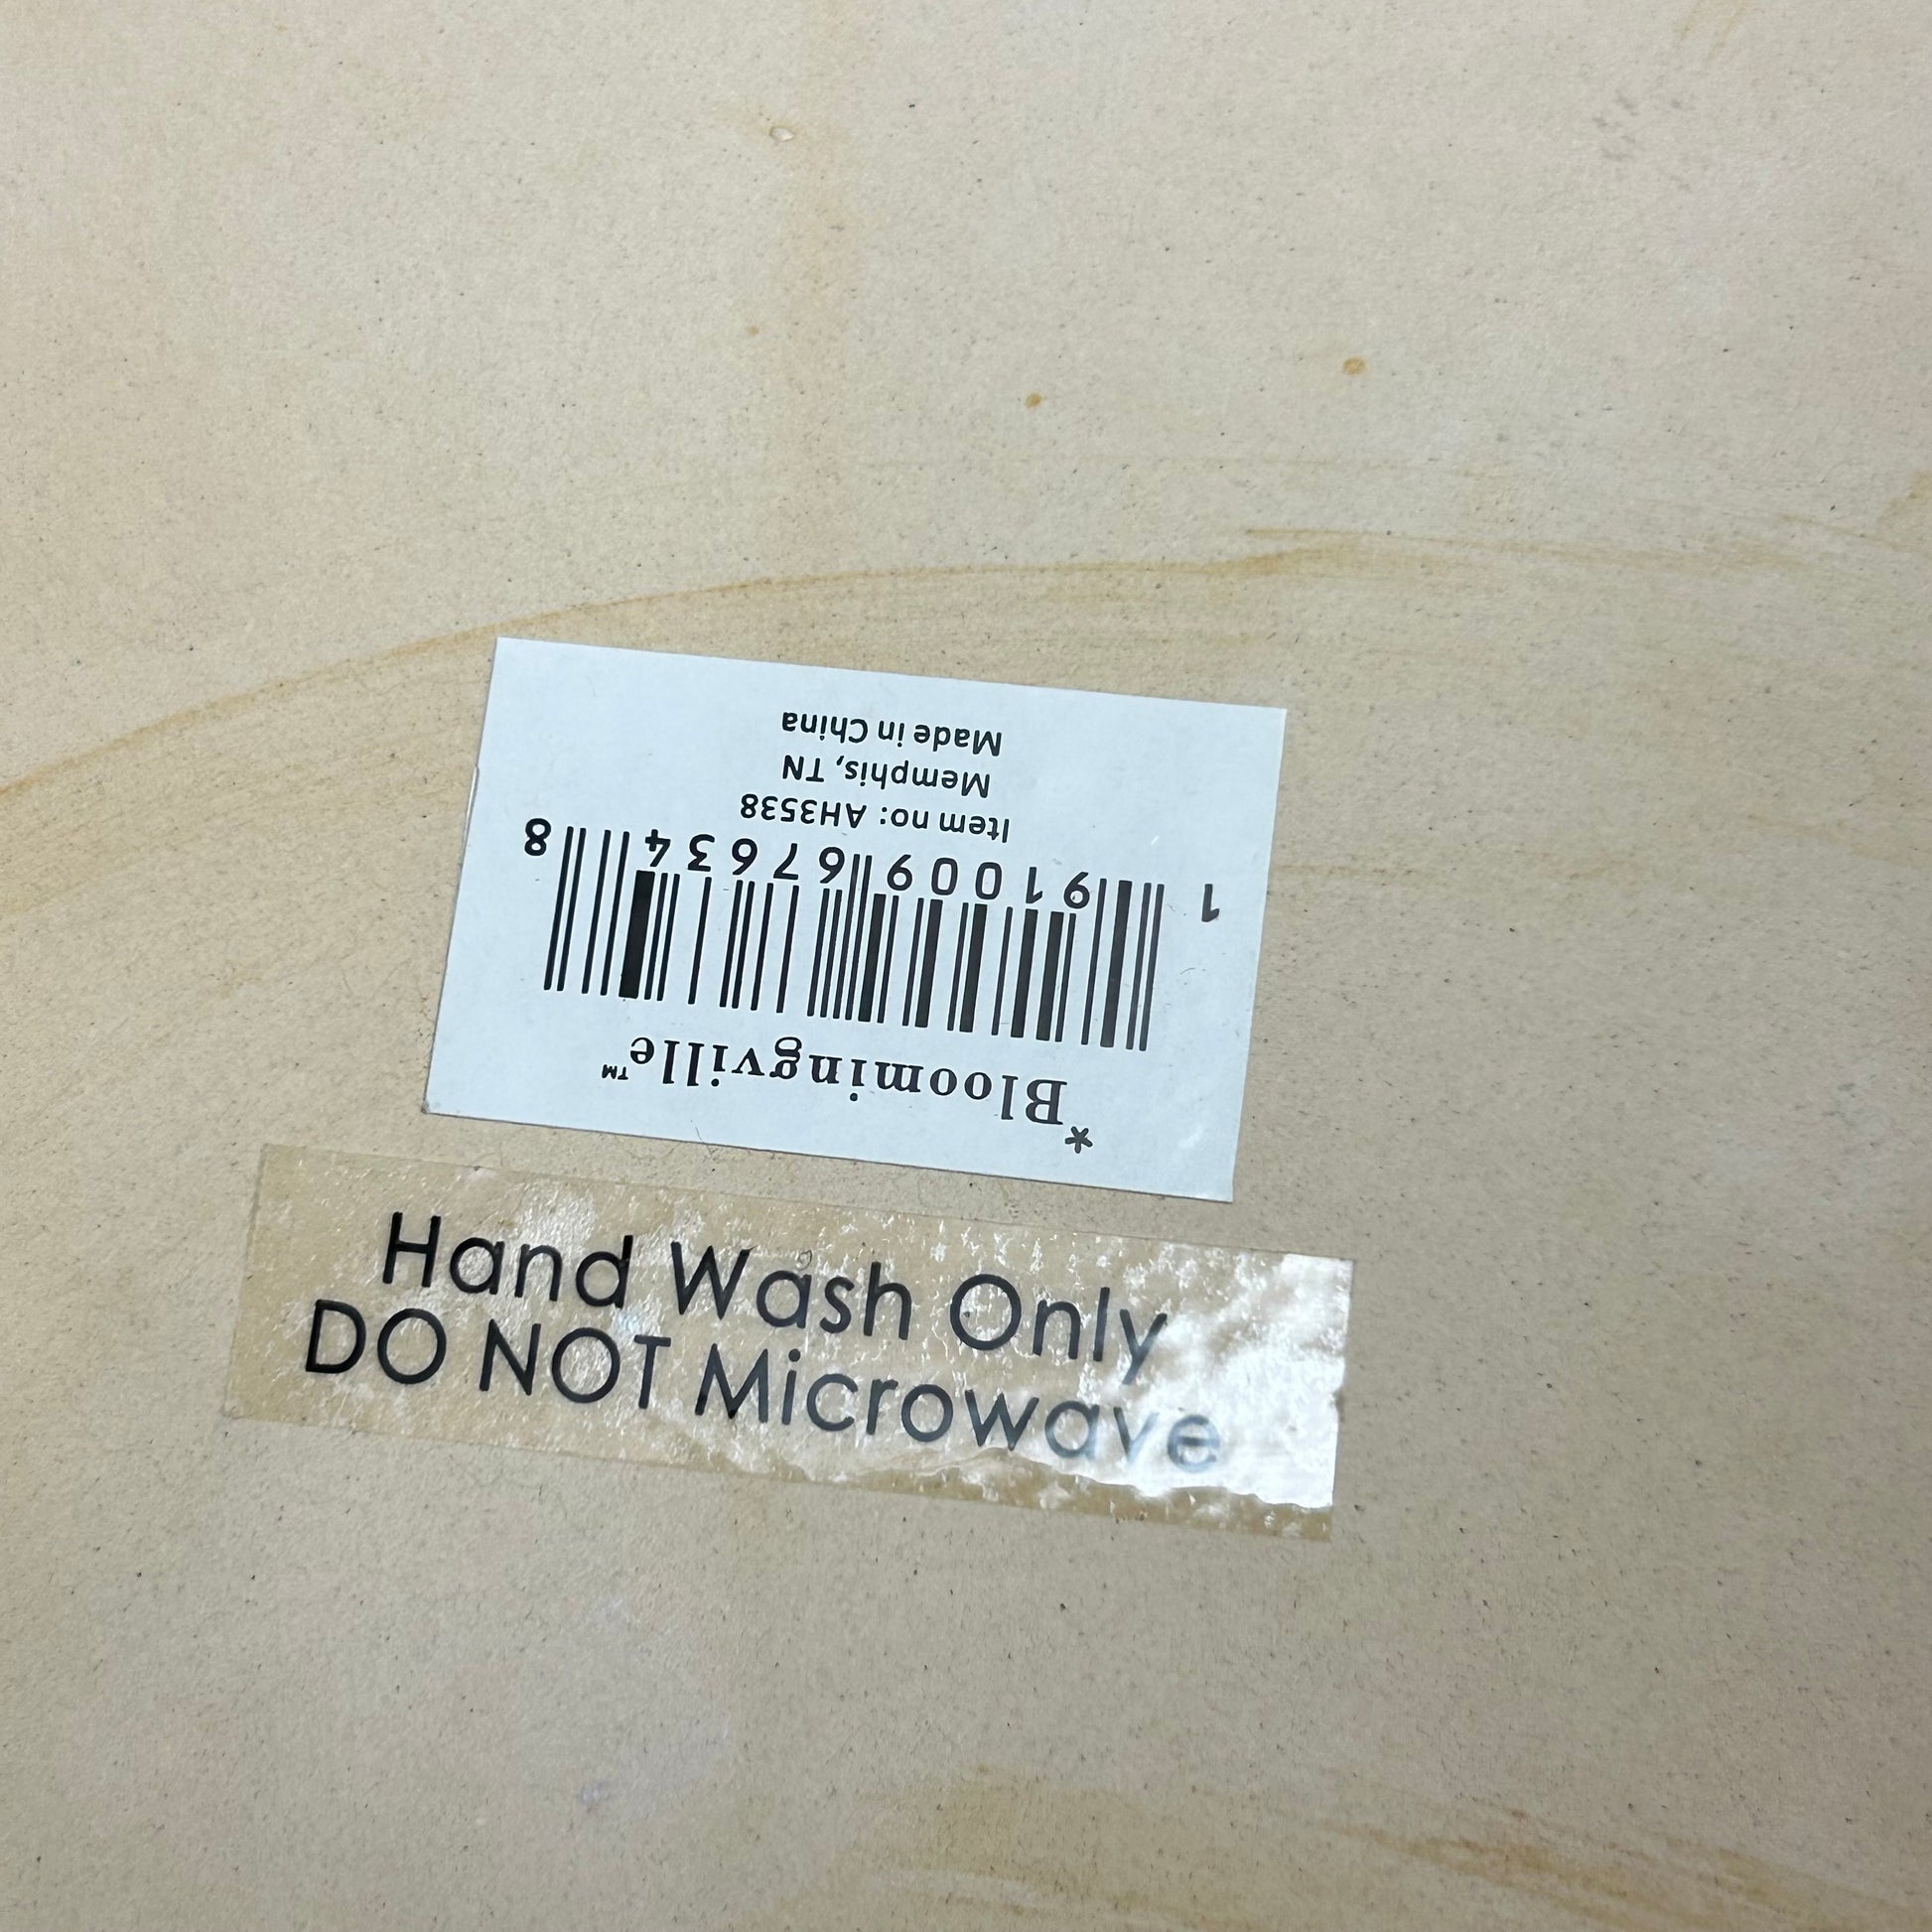 *Bloomingville™
1 91009 67634 8
Item no: AH3538
Memphis, TN
Made in China
Hand Wash Only
DO NOT Microwave